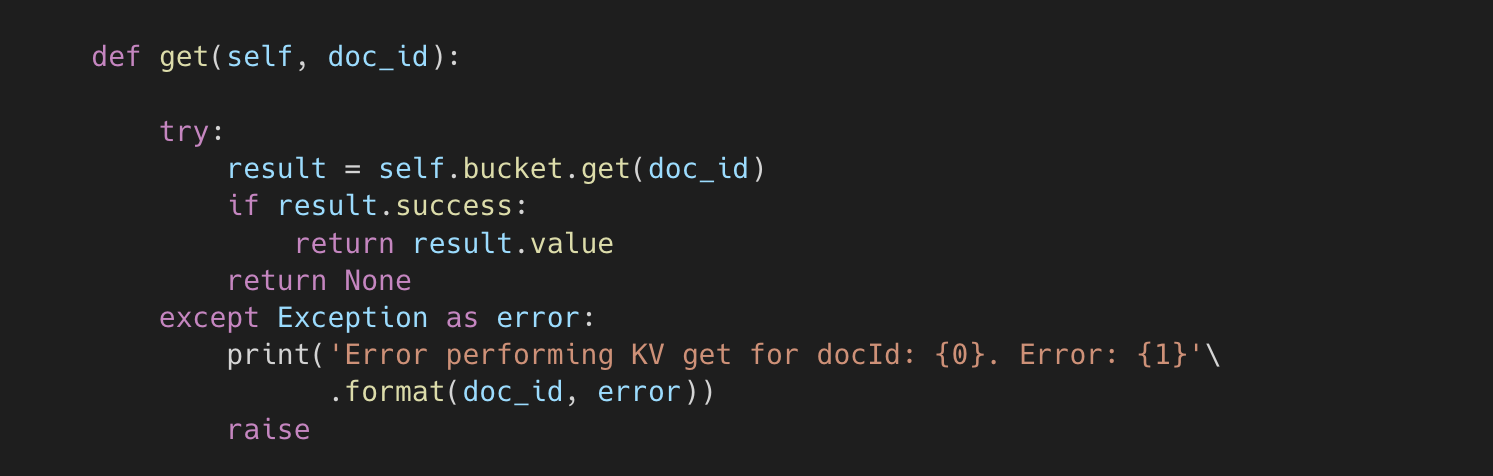 def get(self, doc_id):
try:
result = self.bucket.get(doc_id)
if result.success:
return result.value
return None
except Exception as error:
print('Error performing KV get for docId: {0}. Error: {1}'\
.format(doc_id, error))
raise